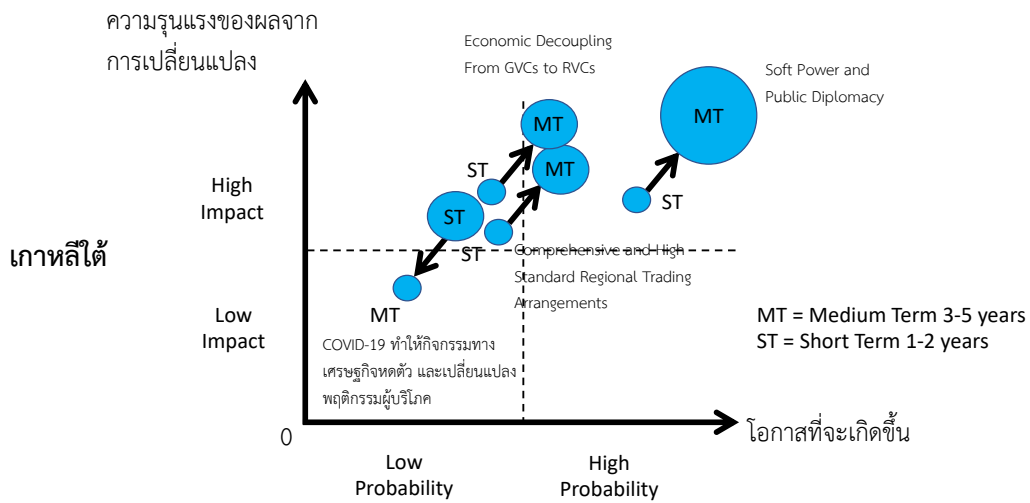 ความรุนแรงของผลจาก
การเปลี่ยนแปลง
Economic Decoupling
From GVCs to RVCs
Soft Power and
Public Diplomacy
MT
MT
MT
ST
ST
ST
ST
High
Impact
เกาหลีใต้
Comprehensive and High
Standard Regional Trading
Arrangements
MT
Low
Impact
MT = Medium Term 3-5 years
ST = Short Term 1-2 years
COVID-19 ทำให้กิจกรรมทาง
เศรษฐกิจหดตัว และเปลี่ยนแปลง
พฤติกรรมผู้บริโภค
0
โอกาสที่จะเกิดขึ้น
Low
Probability
High
Probability